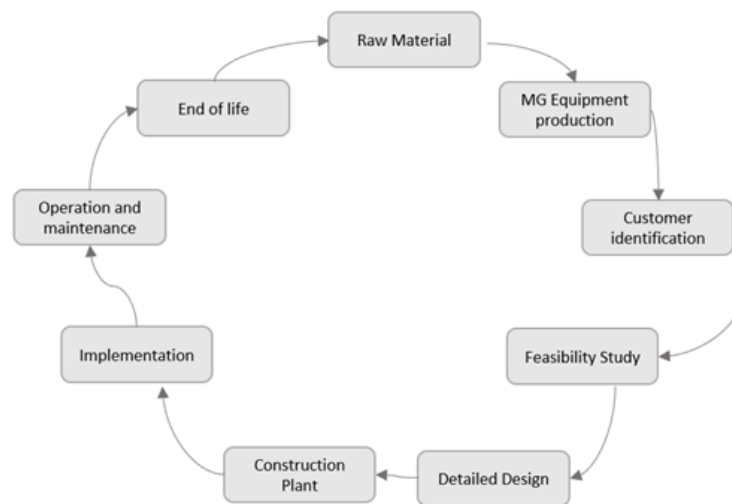 Raw Material
MG Equipment
production
Customer
identification
Feasibility Study
Detailed Design
Construction
Plant
Implementation
Operation and
maintenance
End of life